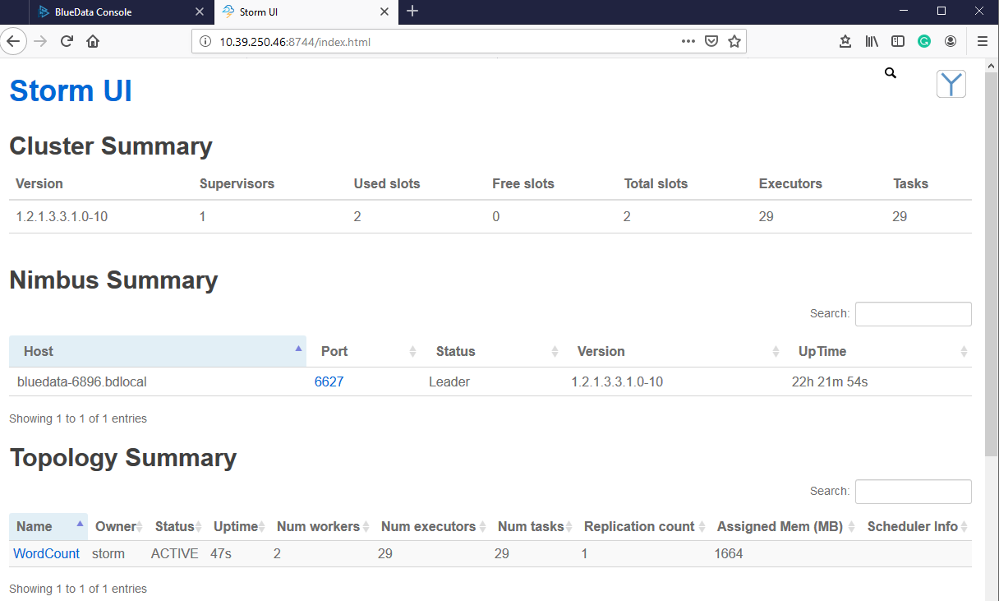 BlueData Console
Storm UI
10.39.250.46:8744/index.html
Storm UI
Cluster Summary
Version Supervisors Used slots Free slots Total slots Executors Tasks
1.2.1.3.3.1.0-10 1 2 0 2 29 29
Nimbus Summary
Search:
Host Port Status Version UpTime
bluedata-6896.bdlocal 6627 Leader 1.2.1.3.3.1.0-10 22h 21m 54s
Showing 1 to 1 of 1 entries
Topology Summary
Search:
Name Owner Status Uptime Num workers Num executors Num tasks Replication count Assigned Mem (MB) Scheduler Info
WordCount storm ACTIVE 47s 2 29 29 1 1664
Showing 1 to 1 of 1 entries